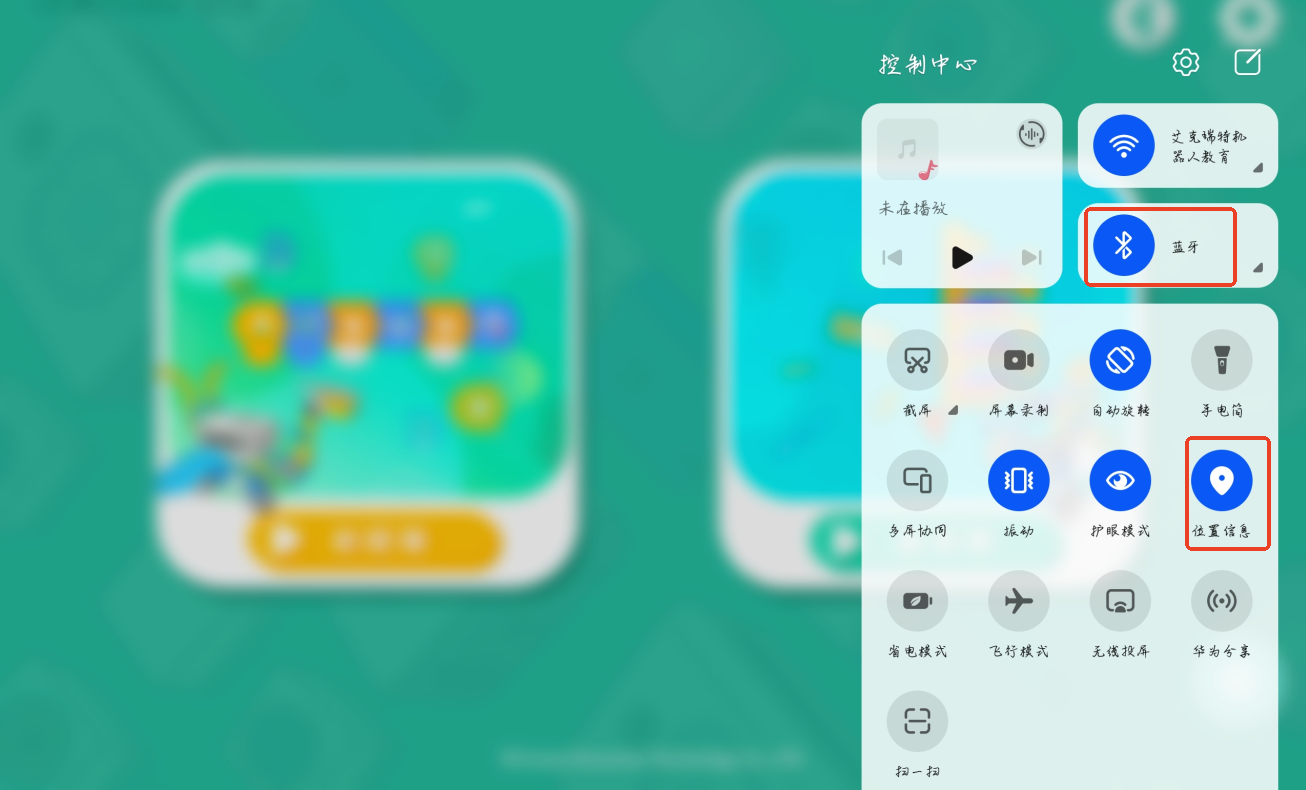 控制中心
艾克瑞特机
器人教育
未在播放
蓝牙
截屏
屏幕录制
自动旋转
手电筒
多屏协同
振动
护眼模式
位置信息
省电模式
飞行模式
无线投屏
华为分享
扫一扫